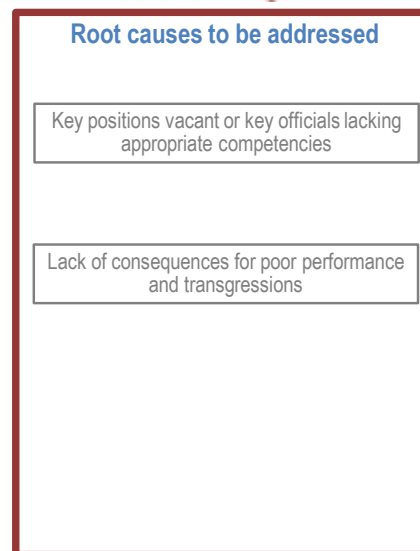 Root causes to be addressed
Key positions vacant or key officials lacking
appropriate competencies
Lack of consequences for poor performance
and transgressions